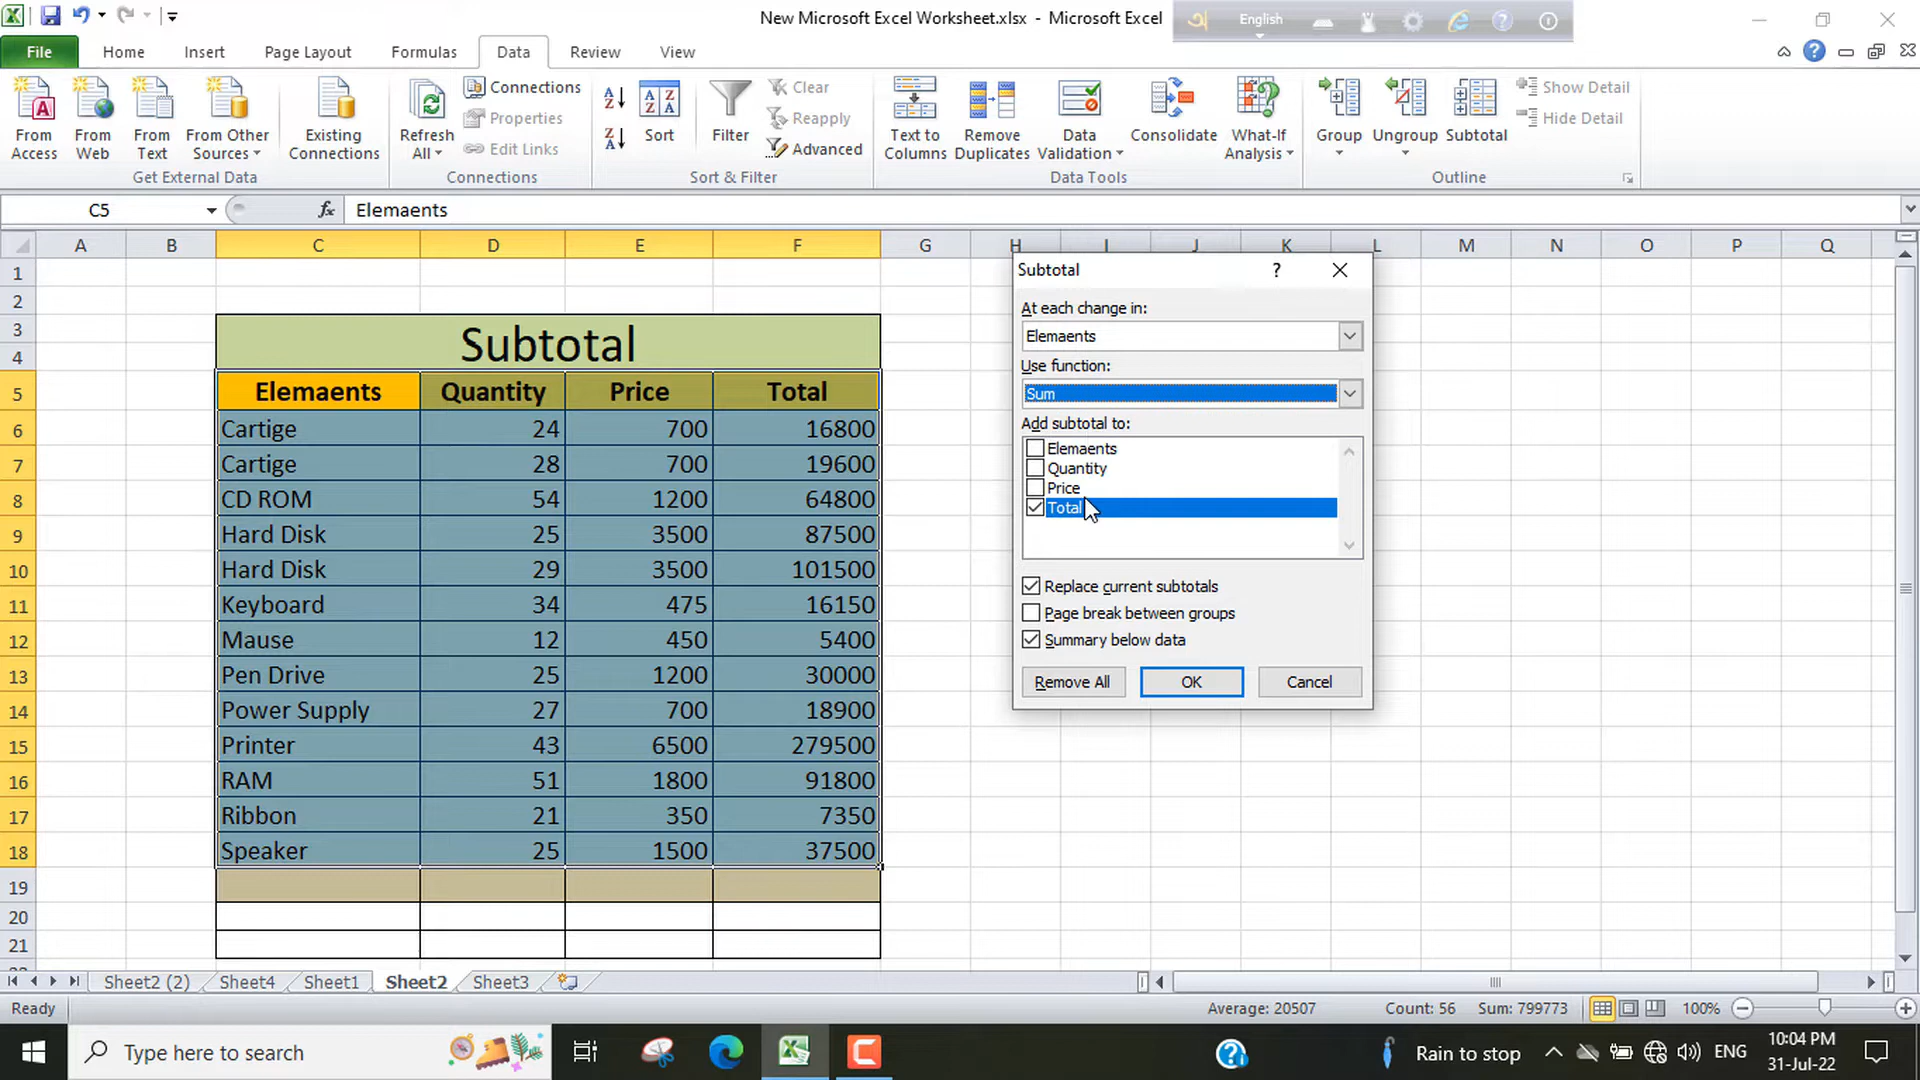 New Microsoft Excel Worksheet.xlsx - Microsoft Excel
English
File Home Insert Page Layout Formulas Data Review View
From Access
From Web
From Text
From Other Sources
Existing Connections
Get External Data
Refresh All
Connections
Properties
Edit Links
Connections
Sort
Filter
Clear
Reapply
Advanced
Sort & Filter
Text to Columns
Remove Duplicates
Data Validation
Consolidate
What-If Analysis
Data Tools
Group
Ungroup
Subtotal
Show Detail
Hide Detail
Outline
C5 fx Elemaents
A B C D E F G H I J K L M N O P Q
1
2
3
4 Subtotal
5 Elemaents Quantity Price Total
6 Cartige 24 700 16800
7 Cartige 28 700 19600
8 CD ROM 54 1200 64800
9 Hard Disk 25 3500 87500
10 Hard Disk 29 3500 101500
11 Keyboard 34 475 16150
12 Mause 12 450 5400
13 Pen Drive 25 1200 30000
14 Power Supply 27 700 18900
15 Printer 43 6500 279500
16 RAM 51 1800 91800
17 Ribbon 21 350 7350
18 Speaker 25 1500 37500
19
20
21
Subtotal ?
At each change in:
Elemaents
Use function:
Sum
Add subtotal to:
Elemaents
Quantity
Price
Total
Replace current subtotals
Page break between groups
Summary below data
Remove All OK Cancel
Sheet2 (2) Sheet4 Sheet1 Sheet2 Sheet3
Ready Average: 20507 Count: 56 Sum: 799773 100%
Type here to search
Rain to stop
ENG
10:04 PM
31-Jul-22